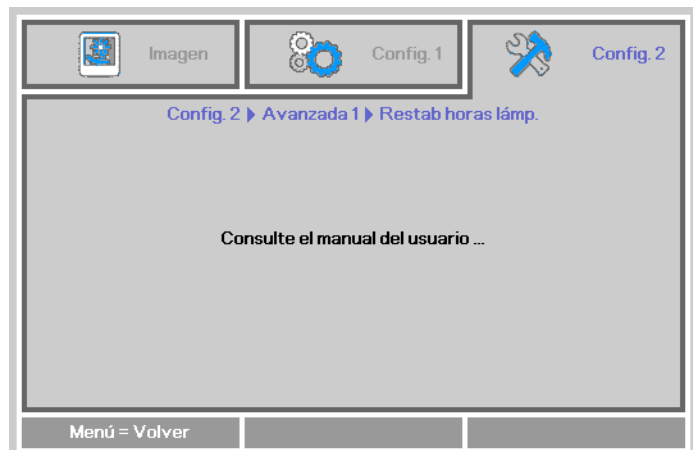 Imagen
Config. 1
Config. 2
Config. 2 ▶ Avanzada 1 ▶ Restab horas lámp.
Consulte el manual del usuario ...
Menú = Volver